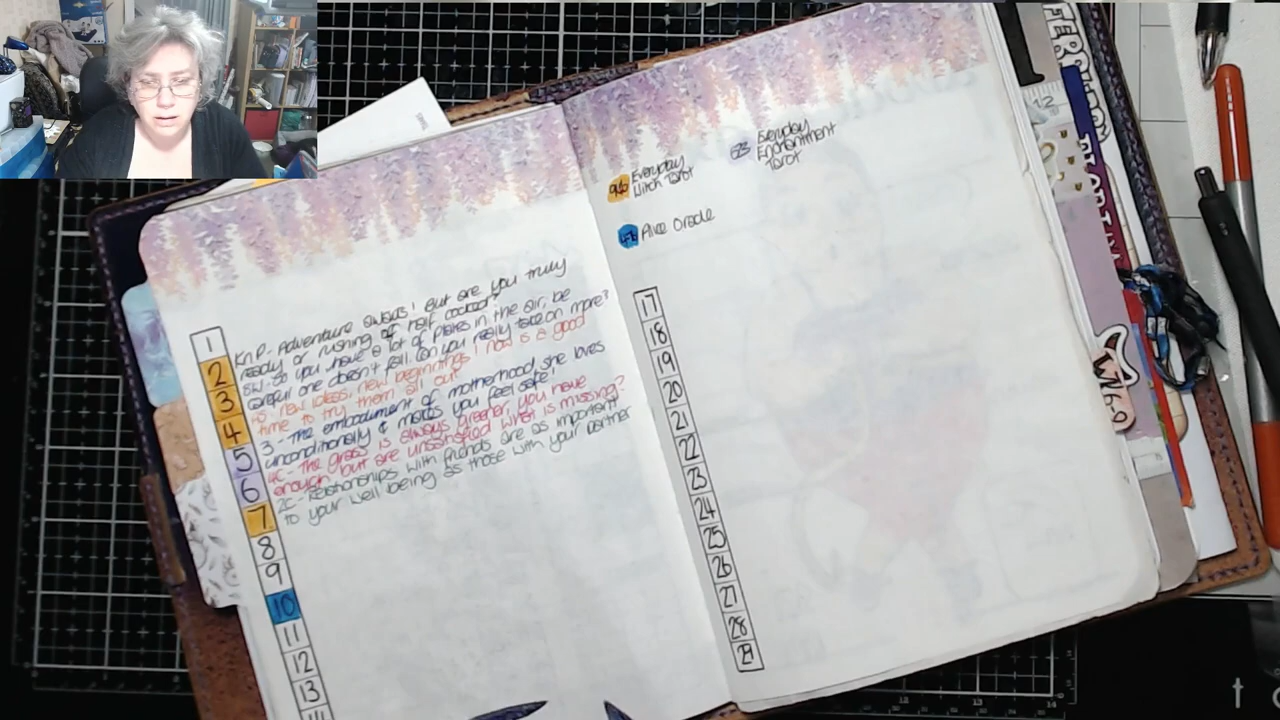 1
2
3
4
5
6
7
8
9
10
11
12
13
KnP - Adventure awaits! But are you truly
ready or rushing off half cocked?
8W - So you have a lot of plates in the air, be
careful one doesn't fall. Can you really take on more?
new ideas, new beginnings! now is a good
time to try them all out
3 - The embodiment of motherhood, she loves
unconditionally & makes you feel safe!
4C - The grass is always greener, you have
enough but are unsatisfied what is missing?
2C - Relationships with friends are as important
to your well being as those with your partner
Everyday
Witch Tarot
Everyday
Enchantment
Tarot
Alice Oracle
17
18
19
20
21
22
23
24
25
26
27
28
29
12